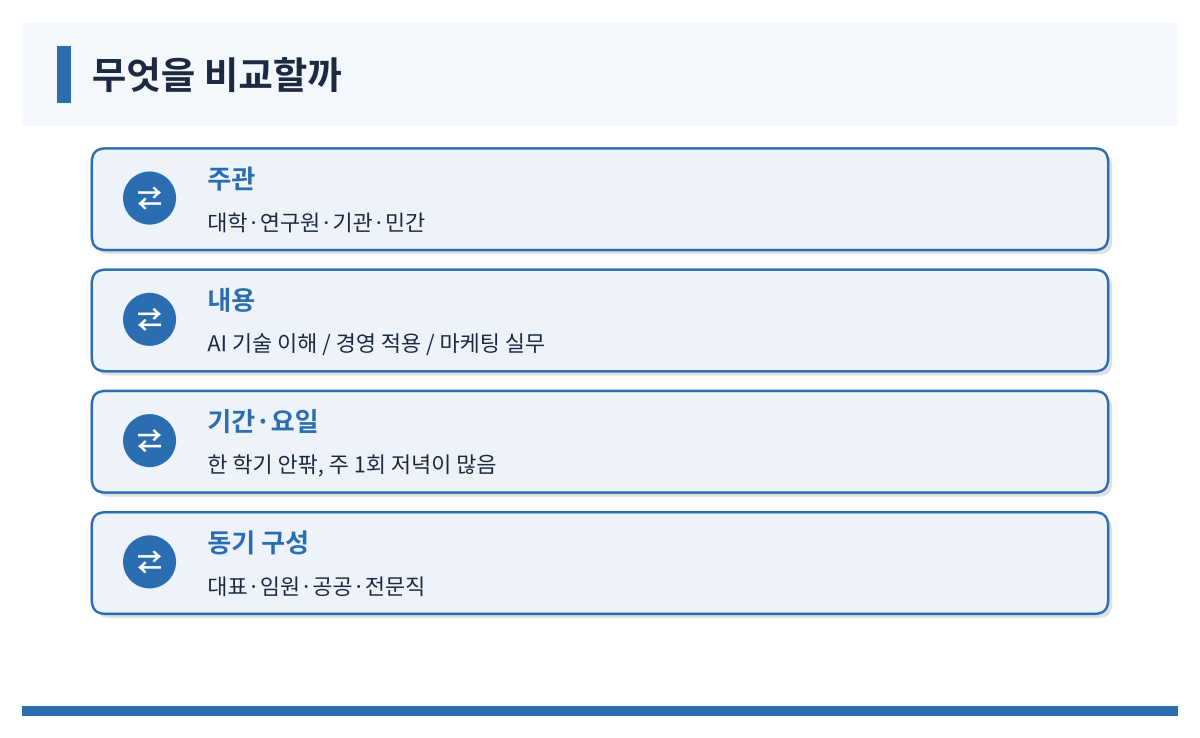 무엇을 비교할까
주관
대학·연구원·기관·민간
내용
AI 기술 이해 / 경영 적용 / 마케팅 실무
기간·요일
한 학기 안팎, 주 1회 저녁이 많음
동기 구성
대표·임원·공공·전문직